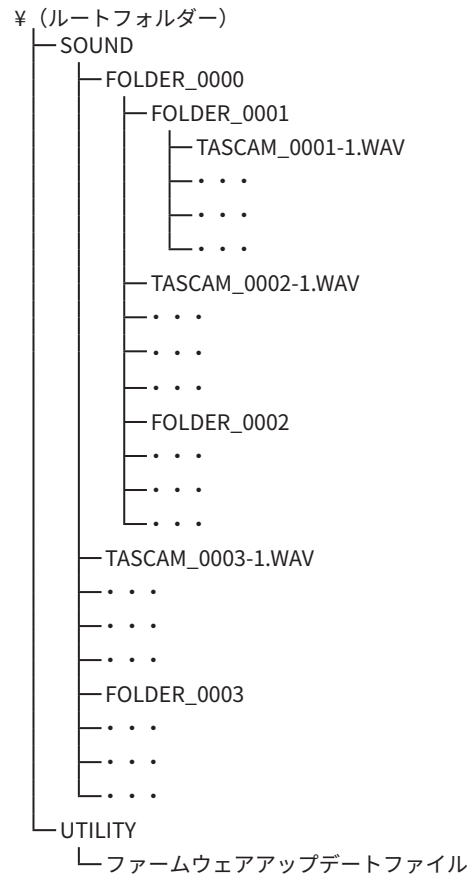 ¥（ルートフォルダー）
SOUND
FOLDER_0000
FOLDER_0001
TASCAM_0001-1.WAV
・・・
・・・
・・・
TASCAM_0002-1.WAV
・・・
・・・
・・・
FOLDER_0002
・・・
・・・
・・・
TASCAM_0003-1.WAV
・・・
・・・
・・・
FOLDER_0003
・・・
・・・
・・・
UTILITY
ファームウェアアップデートファイル